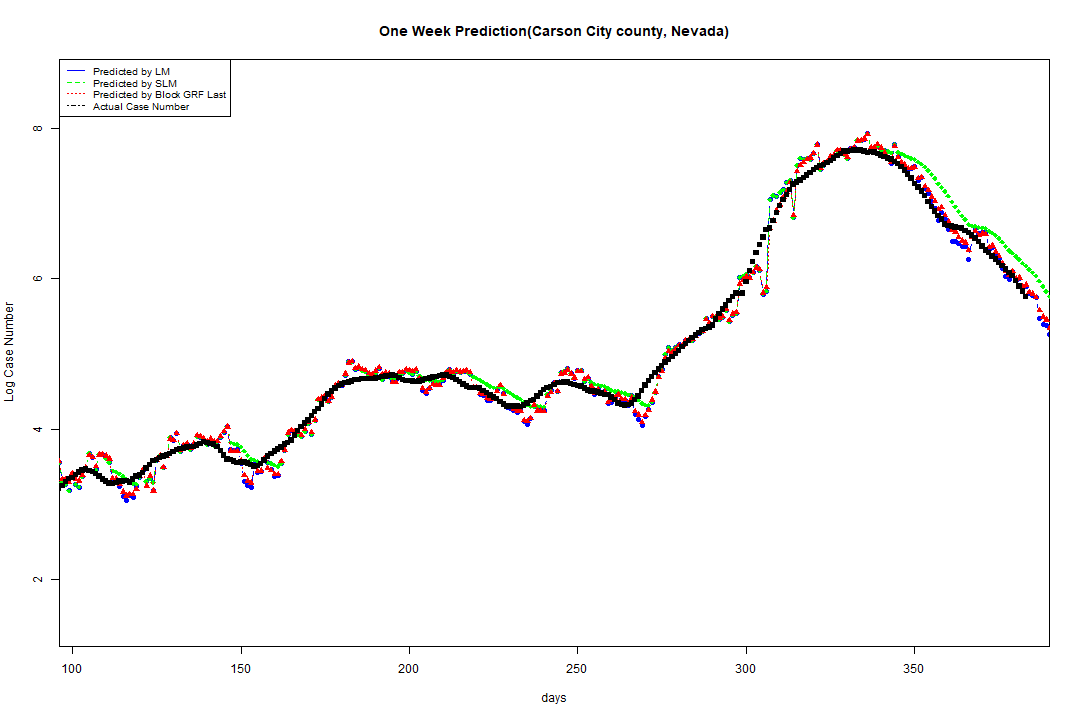 One Week Prediction(Carson City county, Nevada)
Predicted by LM
Predicted by SLM
Predicted by Block GRF Last
Actual Case Number
8
6
4
2
Log Case Number
100 150 200 250 300 350
days